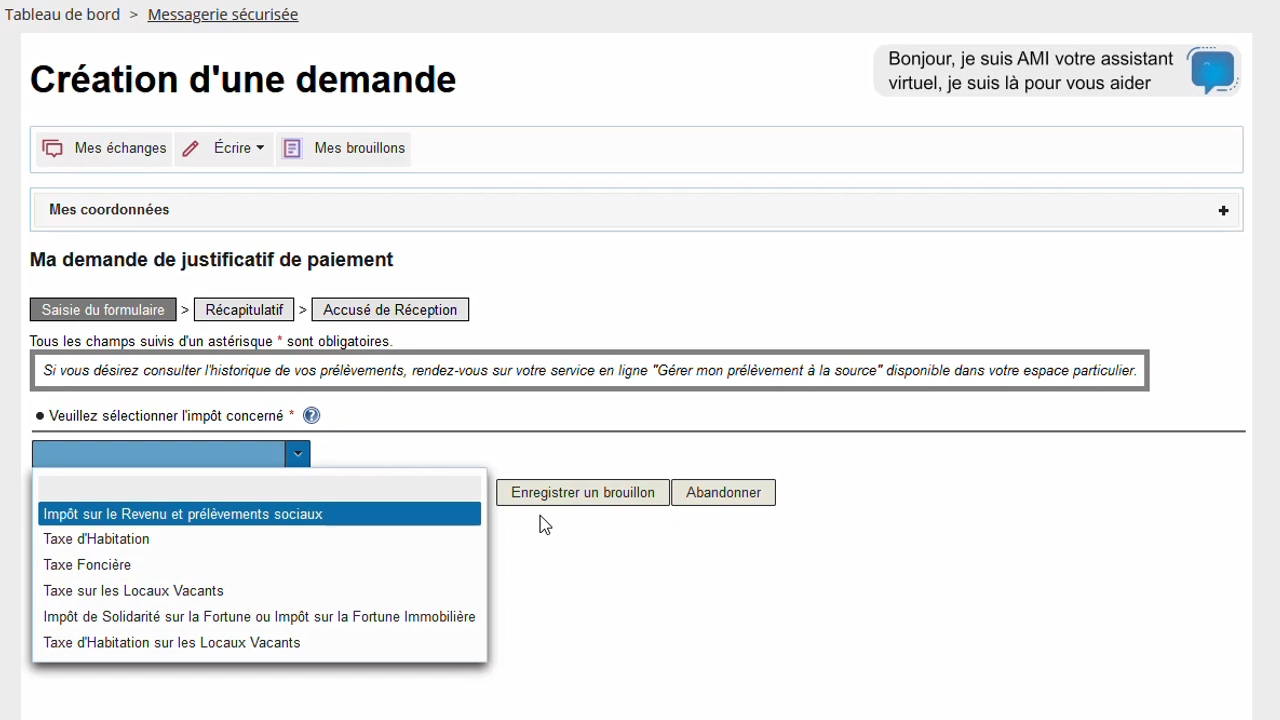 Tableau de bord > Messagerie sécurisée
Création d'une demande
Bonjour, je suis AMI votre assistant
virtuel, je suis là pour vous aider
Mes échanges Écrire Mes brouillons
Mes coordonnées
Ma demande de justificatif de paiement
Saisie du formulaire > Récapitulatif > Accusé de Réception
Tous les champs suivis d'un astérisque * sont obligatoires.
Si vous désirez consulter l'historique de vos prélèvements, rendez-vous sur votre service en ligne "Gérer mon prélèvement à la source" disponible dans votre espace particulier.
● Veuillez sélectionner l'impôt concerné * ?
Enregistrer un brouillon Abandonner
Impôt sur le Revenu et prélèvements sociaux
Taxe d'Habitation
Taxe Foncière
Taxe sur les Locaux Vacants
Impôt de Solidarité sur la Fortune ou Impôt sur la Fortune Immobilière
Taxe d'Habitation sur les Locaux Vacants